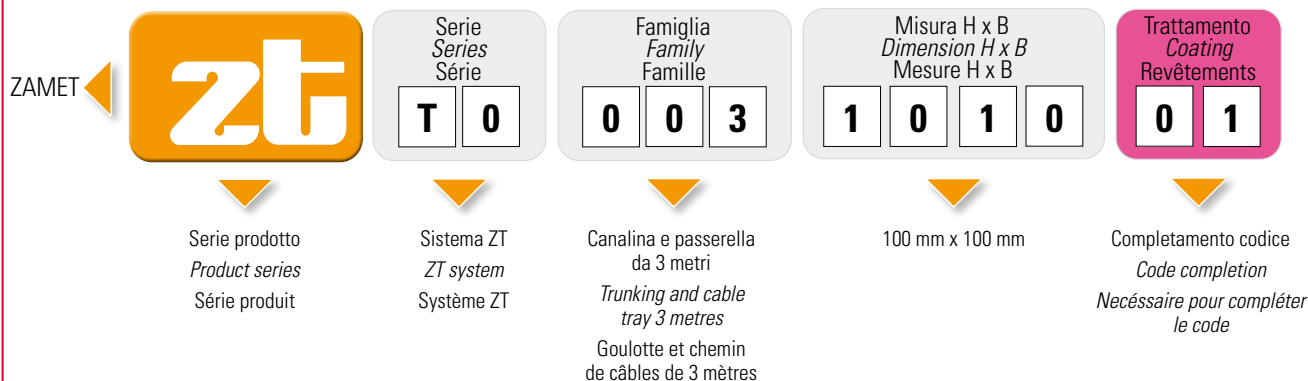 ZAMET
zt
Serie
Series
Série
T 0
Famiglia
Family
Famille
0 0 3
Misura H x B
Dimension H x B
Mesure H x B
1 0 1 0
Trattamento
Coating
Revêtements
0 1
Serie prodotto
Product series
Série produit
Sistema ZT
ZT system
Système ZT
Canalina e passerella
da 3 metri
Trunking and cable
tray 3 metres
Goulotte et chemin
de câbles de 3 mètres
100 mm x 100 mm
Completamento codice
Code completion
Necéssaire pour compléter
le code